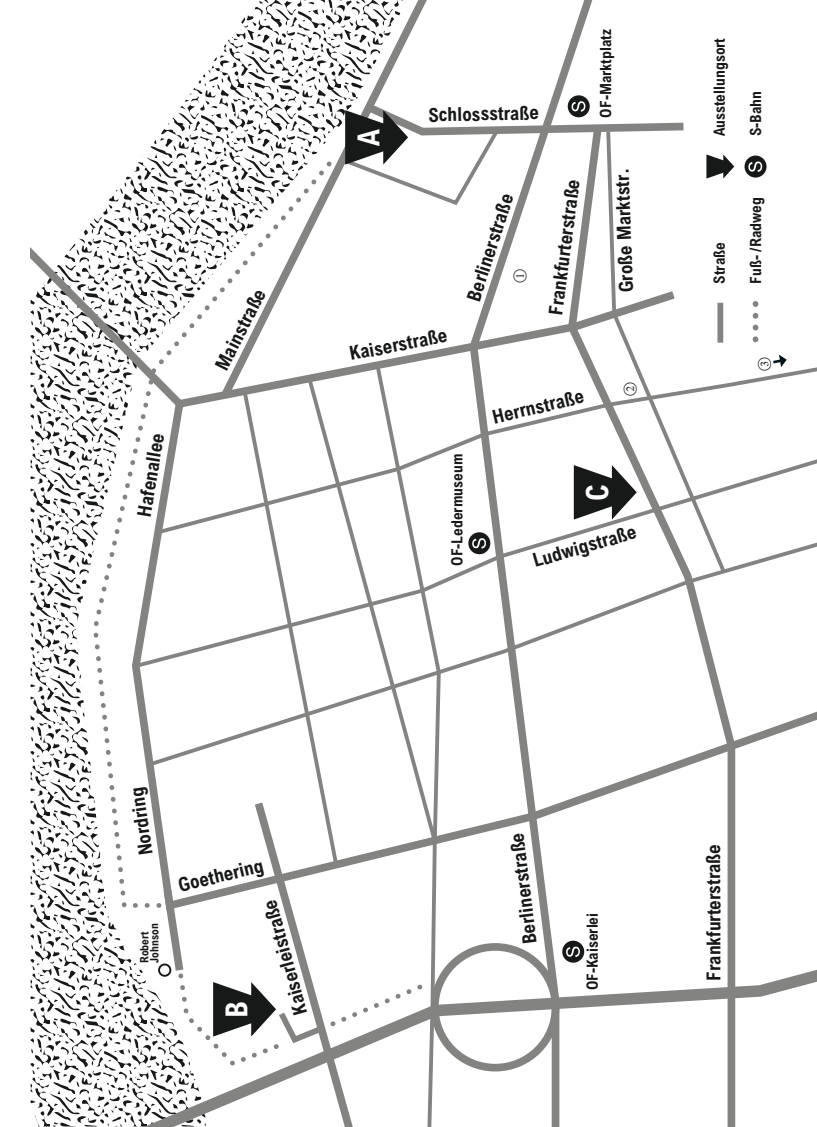 Robert
Johnson
Nordring
Hafenallee
Mainstraße
A
Schlossstraße
S
OF-Marktplatz
B
Kaiserleistraße
Goethering
Kaiserstraße
Berlinerstraße
①
Frankfurterstraße
Große Marktstr.
OF-Ledermuseum
S
Herrnstraße
Ludwigstraße
C
②
③
Berlinerstraße
S
OF-Kaiserlei
Frankfurterstraße
Straße
Ausstellungsort
Fuß- /Radweg
S
S-Bahn